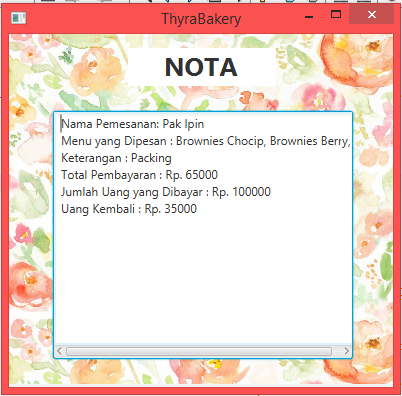 ThyraBakery
NOTA
Nama Pemesanan: Pak Ipin
Menu yang Dipesan : Brownies Chocip, Brownies Berry,
Keterangan : Packing
Total Pembayaran : Rp. 65000
Jumlah Uang yang Dibayar : Rp. 100000
Uang Kembali : Rp. 35000